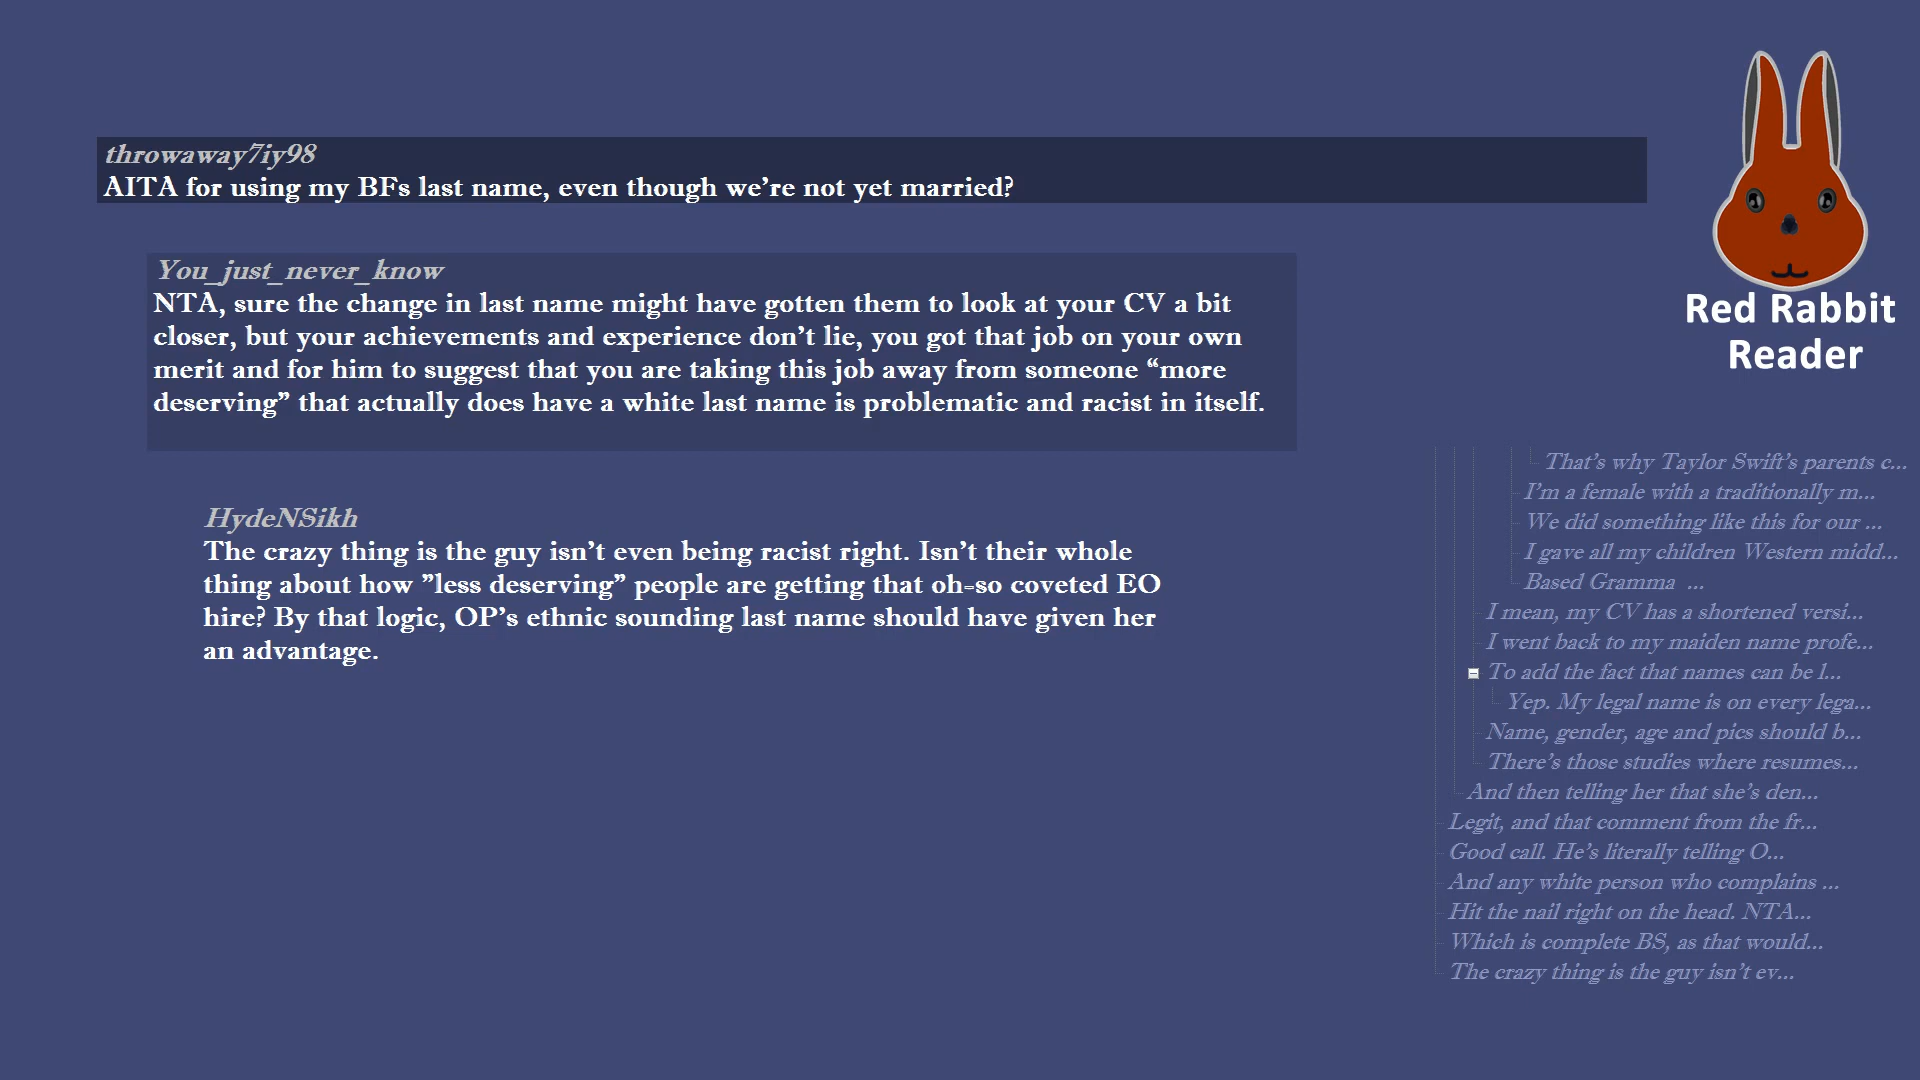 throwaway7iy98
AITA for using my BFs last name, even though we're not yet married?
You_just_never_know
NTA, sure the change in last name might have gotten them to look at your CV a bit
closer, but your achievements and experience don't lie, you got that job on your own
merit and for him to suggest that you are taking this job away from someone “more
deserving” that actually does have a white last name is problematic and racist in itself.
HydeNSikh
The crazy thing is the guy isn't even being racist right. Isn't their whole
thing about how ”less deserving” people are getting that oh-so coveted EO
hire? By that logic, OP's ethnic sounding last name should have given her
an advantage.
Red Rabbit
Reader
That's why Taylor Swift's parents c...
I'm a female with a traditionally m...
We did something like this for our ...
I gave all my children Western midd...
Based Gramma ...
I mean, my CV has a shortened versi...
I went back to my maiden name profe...
To add the fact that names can be l...
Yep. My legal name is on every lega...
Name, gender, age and pics should b...
There's those studies where resumes...
And then telling her that she's den...
Legit, and that comment from the fr...
Good call. He's literally telling O...
And any white person who complains ...
Hit the nail right on the head. NTA...
Which is complete BS, as that would...
The crazy thing is the guy isn't ev...